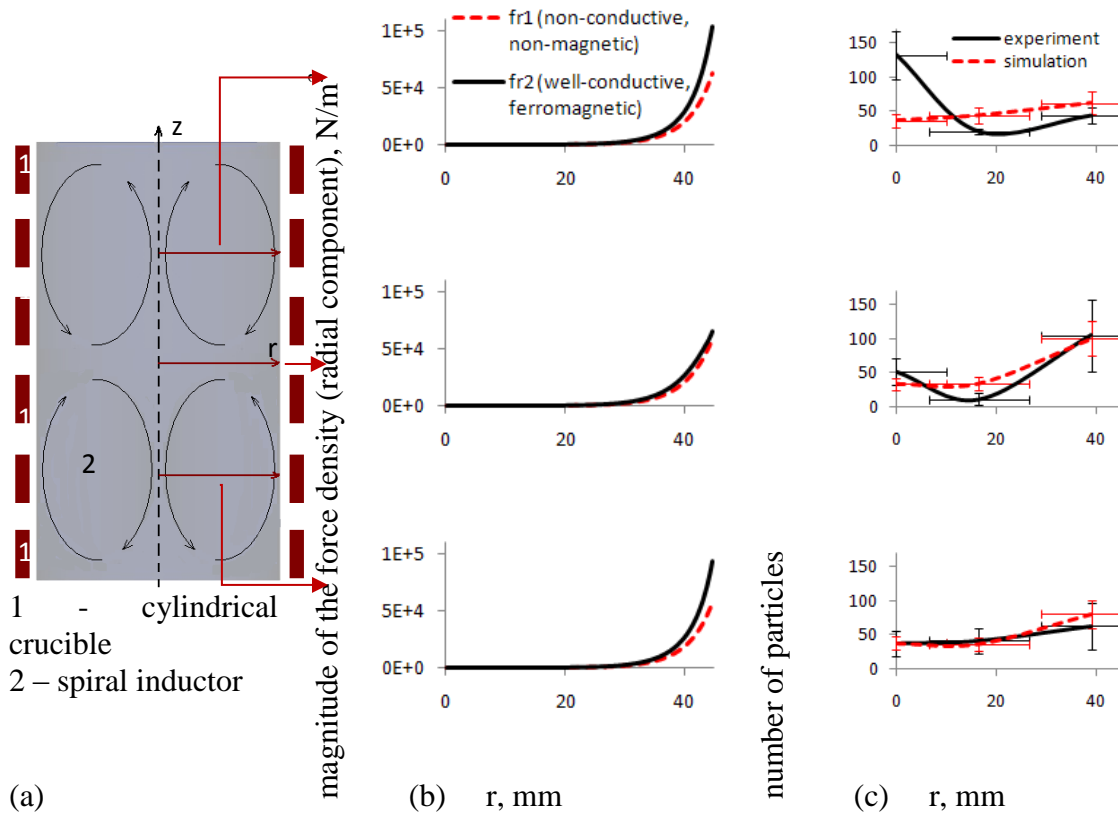 1
z
r
1
2
1
1 - cylindrical
crucible
2 – spiral inductor
(a)
magnitude of the force density (radial component), N/m
1E+5
5E+4
0E+0
0 20 40
fr1 (non-conductive,
non-magnetic)
fr2 (well-conductive,
ferromagnetic)
1E+5
5E+4
0E+0
0 20 40
1E+5
5E+4
0E+0
0 20 40
(b) r, mm
number of particles
150
100
50
0
0 20 40
experiment
simulation
150
100
50
0
0 20 40
150
100
50
0
0 20 40
(c) r, mm